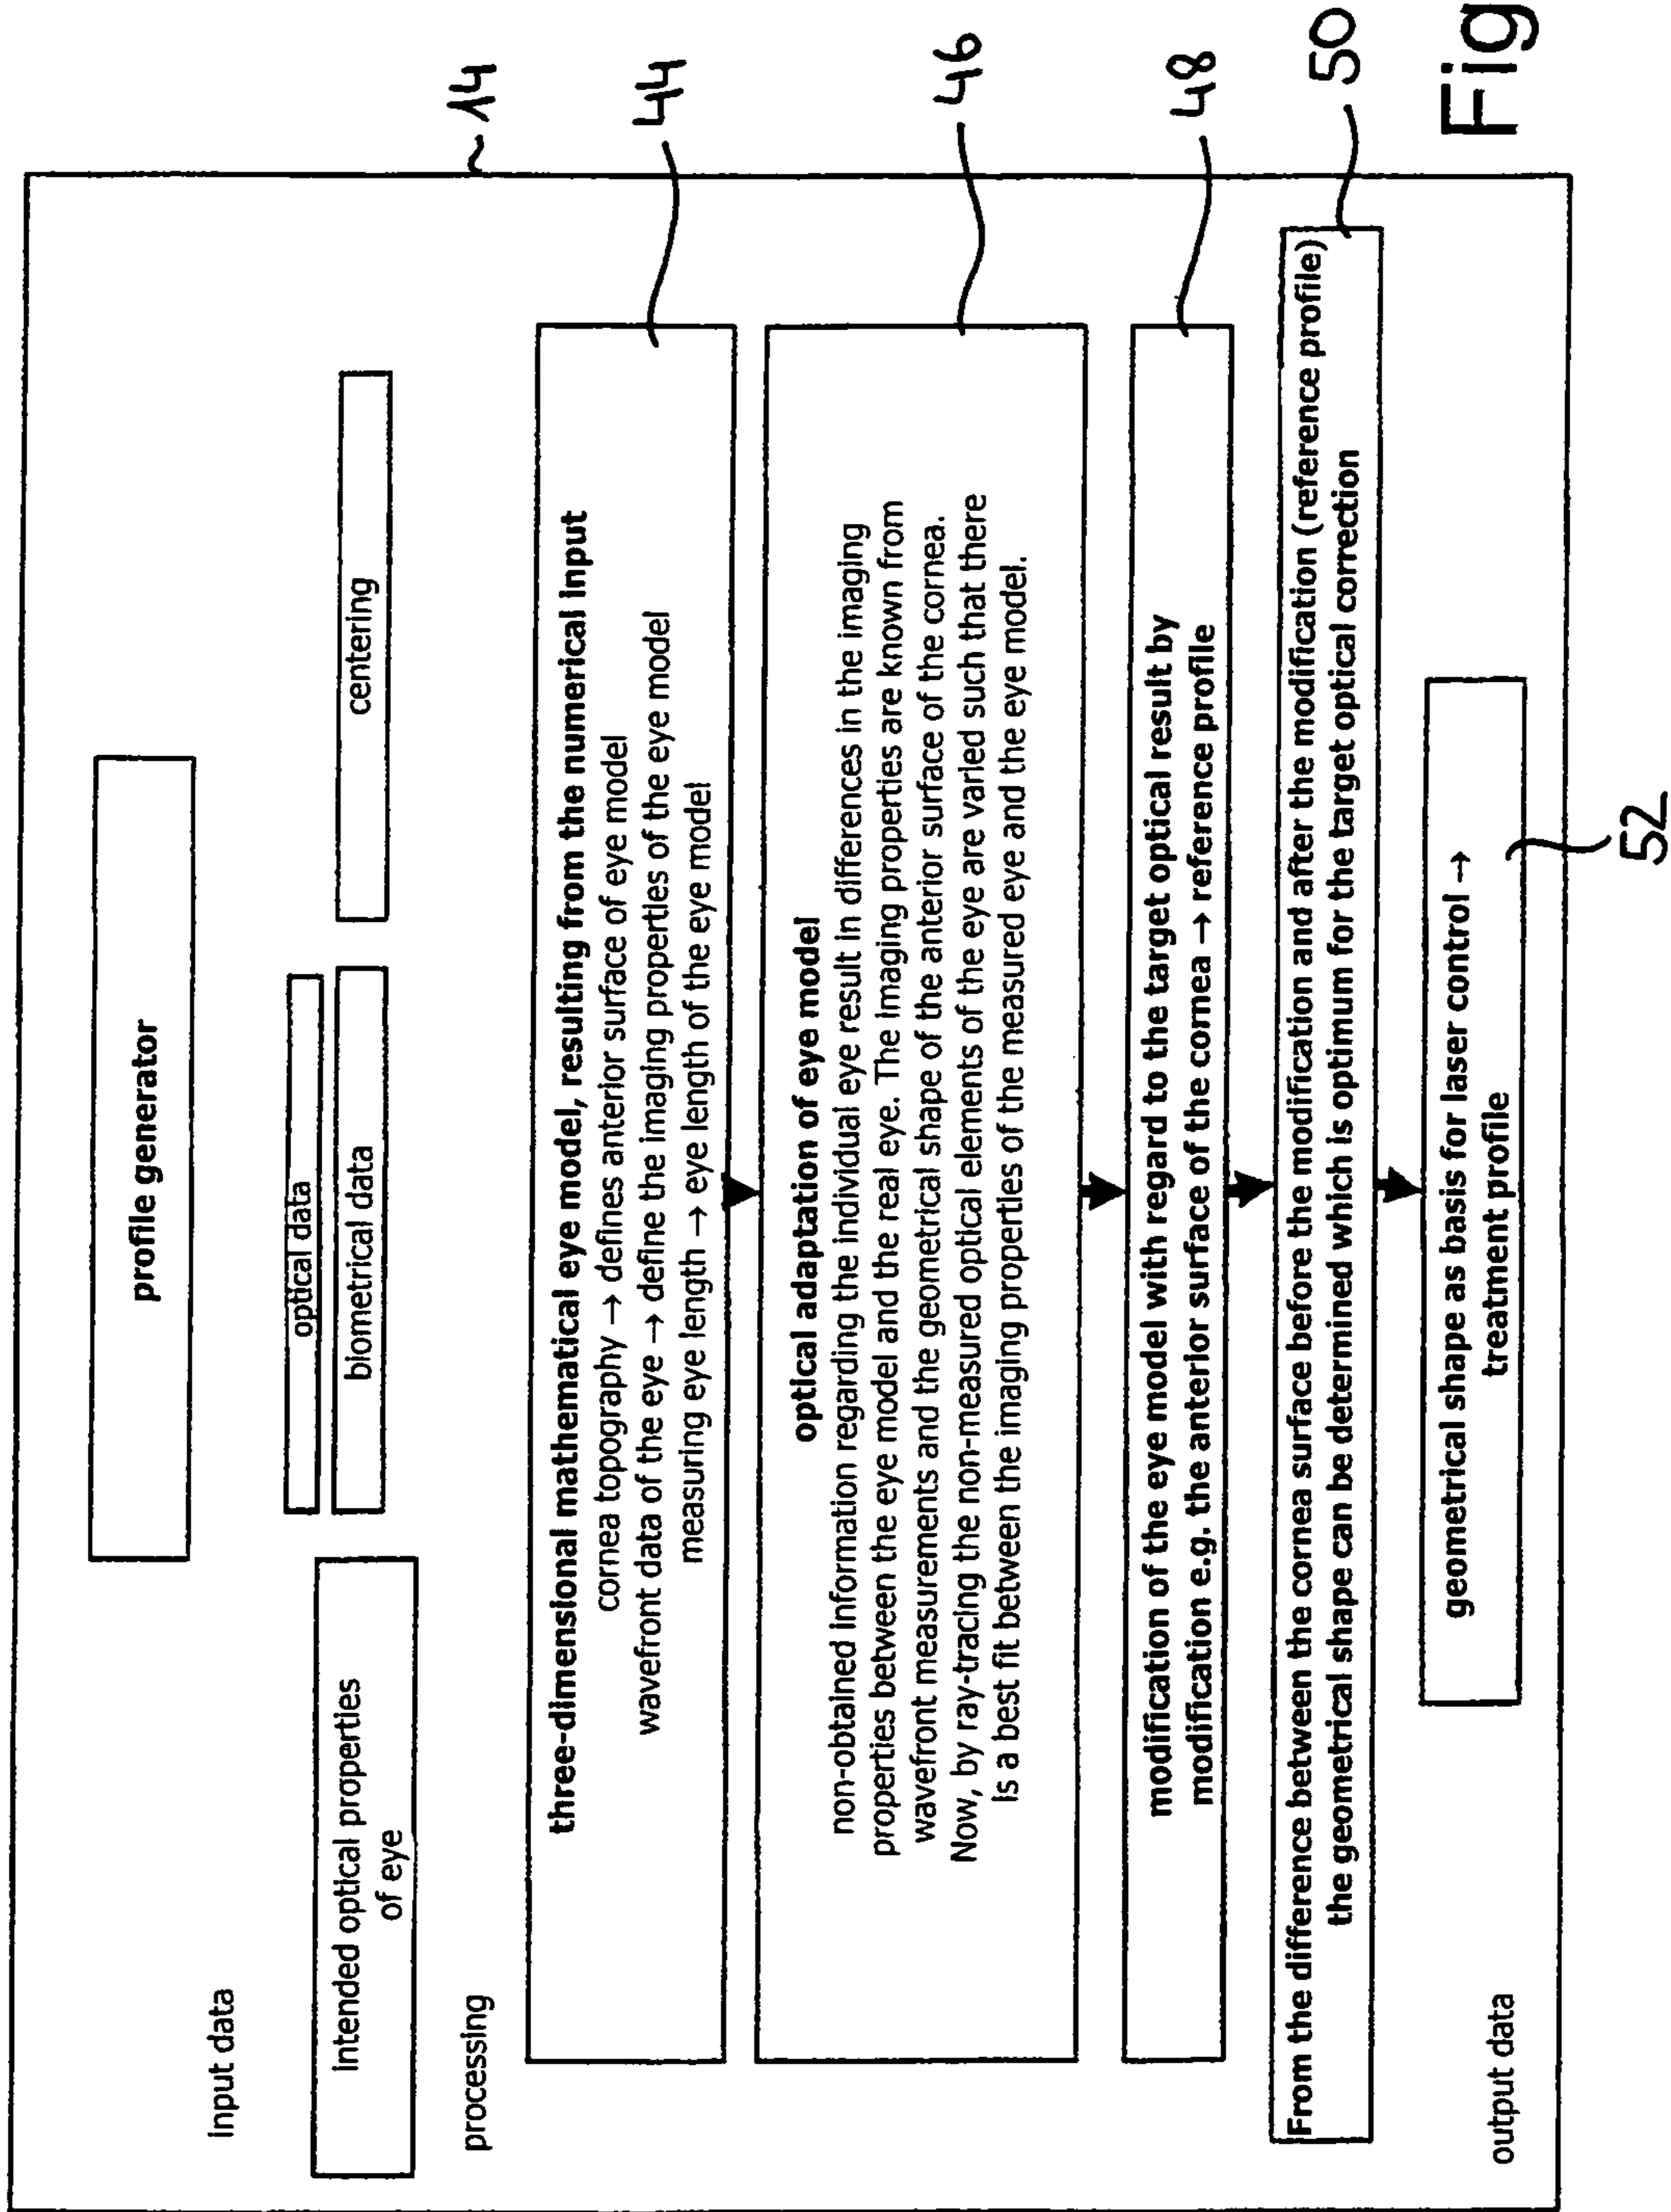 profile generator
input data
optical data
intended optical properties
of eye
biometrical data
centering
processing
three-dimensional mathematical eye model, resulting from the numerical input
cornea topography → defines anterior surface of eye model
wavefront data of the eye → define the imaging properties of the eye model
measuring eye length → eye length of the eye model
optical adaptation of eye model
non-obtained information regarding the individual eye result in differences in the imaging
properties between the eye model and the real eye. The imaging properties are known from
wavefront measurements and the geometrical shape of the anterior surface of the cornea.
Now, by ray-tracing the non-measured optical elements of the eye are varied such that there
is a best fit between the imaging properties of the measured eye and the eye model.
modification of the eye model with regard to the target optical result by
modification e.g. the anterior surface of the cornea → reference profile
From the difference between the cornea surface before the modification and after the modification (reference profile)
the geometrical shape can be determined which is optimum for the target optical correction
output data
geometrical shape as basis for laser control →
treatment profile
14
44
46
48
50
52
Fig